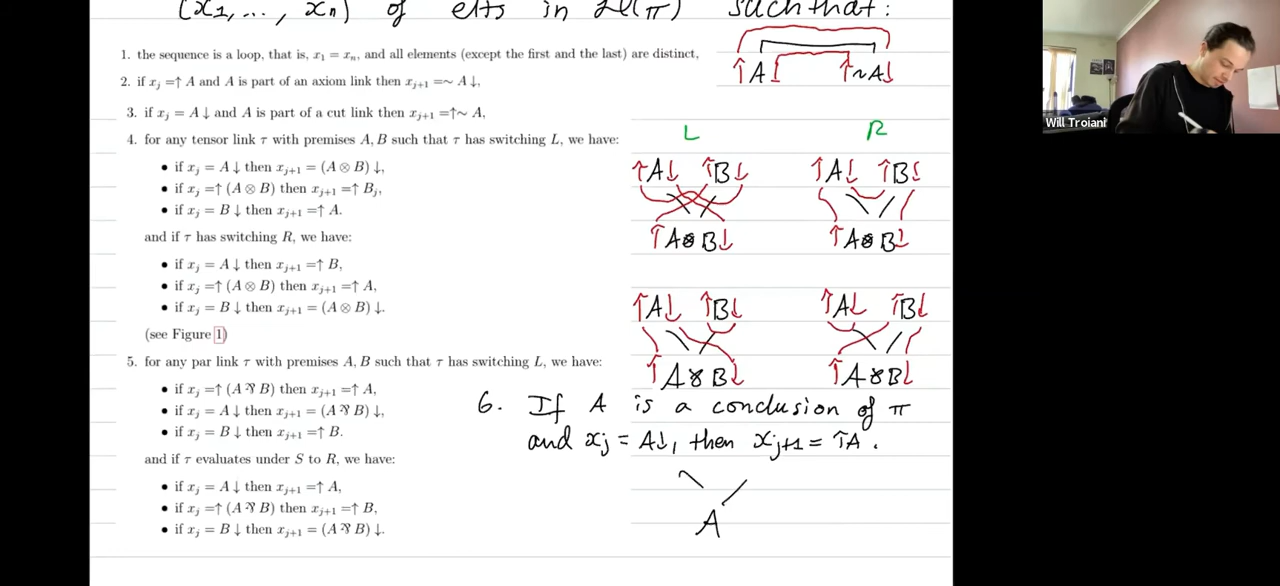 (x1, ..., xn) of elts in (π) such that:
1. the sequence is a loop, that is, x₁ = xₙ, and all elements (except the first and the last) are distinct,
2. if xⱼ =↑ A and A is part of an axiom link then xⱼ₊₁ =∼ A ↓,
3. if xⱼ = A ↓ and A is part of a cut link then xⱼ₊₁ =↑∼ A,
4. for any tensor link τ with premises A, B such that τ has switching L, we have:
• if xⱼ = A ↓ then xⱼ₊₁ = (A ⊗ B) ↓,
• if xⱼ =↑ (A ⊗ B) then xⱼ₊₁ =↑ Bⱼ,
• if xⱼ = B ↓ then xⱼ₊₁ =↑ A.
and if τ has switching R, we have:
• if xⱼ = A ↓ then xⱼ₊₁ =↑ B,
• if xⱼ =↑ (A ⊗ B) then xⱼ₊₁ =↑ A,
• if xⱼ = B ↓ then xⱼ₊₁ = (A ⊗ B) ↓.
(see Figure 1)
5. for any par link τ with premises A, B such that τ has switching L, we have:
• if xⱼ =↑ (A ⅋ B) then xⱼ₊₁ =↑ A,
• if xⱼ = A ↓ then xⱼ₊₁ = (A ⅋ B) ↓,
• if xⱼ = B ↓ then xⱼ₊₁ =↑ B.
and if τ evaluates under S to R, we have:
• if xⱼ = A ↓ then xⱼ₊₁ =↑ A,
• if xⱼ =↑ (A ⅋ B) then xⱼ₊₁ =↑ B,
• if xⱼ = B ↓ then xⱼ₊₁ = (A ⅋ B) ↓.
↑A↓ ↑∼A↓
L R
↑A↓ ↑B↓ ↑A↓ ↑B↓
↑A⊗B↓ ↑A⊗B↓
↑A↓ ↑B↓ ↑A↓ ↑B↓
↑A⅋B↓ ↑A⅋B↓
6. If A is a conclusion of π
and xj = A↓, then xj+1 = ↑A.
A
Will Troiani